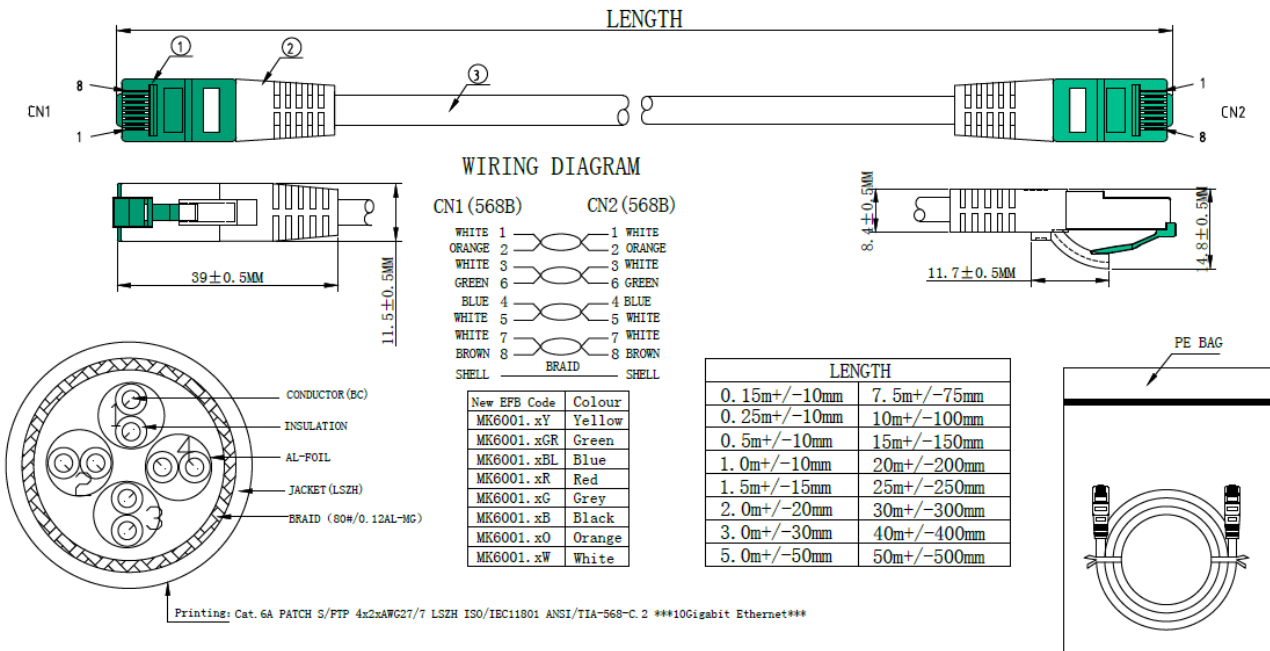 LENGTH
① ② ③
8
CN1
1
1
CN2
8
WIRING DIAGRAM
CN1(568B) CN2(568B)
WHITE 1 1 WHITE
ORANGE 2 2 ORANGE
WHITE 3 3 WHITE
GREEN 6 6 GREEN
BLUE 4 4 BLUE
WHITE 5 5 WHITE
WHITE 7 7 WHITE
BROWN 8 8 BROWN
SHELL BRAID SHELL
39±0.5MM
11.5±0.5MM
8.4±0.5MM
11.7±0.5MM
14.8±0.5MM
1
2
3
4
CONDUCTOR(BC)
INSULATION
AL-FOIL
JACKET(LSZH)
BRAID (80#/0.12AL-MG)
New EFB Code Colour
MK6001.xY Yellow
MK6001.xGR Green
MK6001.xBL Blue
MK6001.xR Red
MK6001.xG Grey
MK6001.xB Black
MK6001.xO Orange
MK6001.xW White
LENGTH
0.15m+/-10mm 7.5m+/-75mm
0.25m+/-10mm 10m+/-100mm
0.5m+/-10mm 15m+/-150mm
1.0m+/-10mm 20m+/-200mm
1.5m+/-15mm 25m+/-250mm
2.0m+/-20mm 30m+/-300mm
3.0m+/-30mm 40m+/-400mm
5.0m+/-50mm 50m+/-500mm
PE BAG
Printing: Cat.6A PATCH S/FTP 4x2xAWG27/7 LSZH ISO/IEC11801 ANSI/TIA-568-C.2 ***10Gigabit Ethernet***